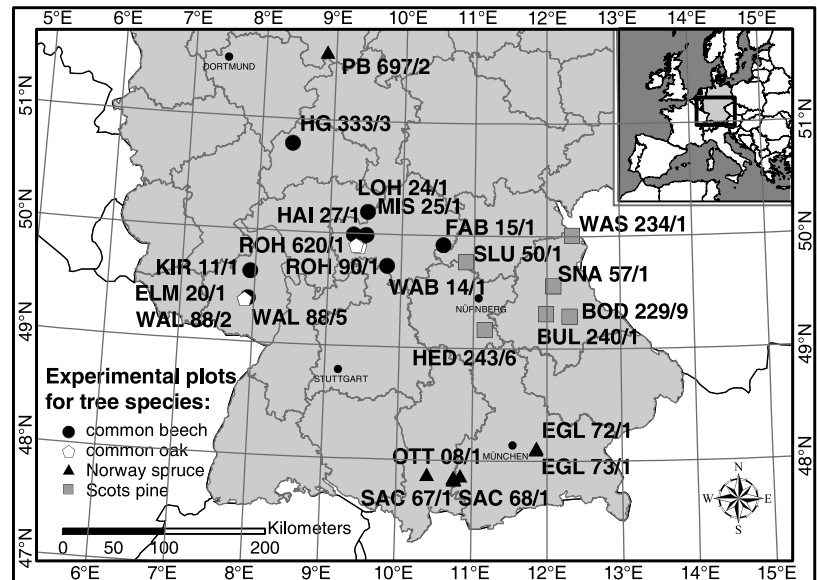 5°E 6°E 7°E 8°E 9°E 10°E 11°E 12°E 13°E 14°E 15°E
DORTMUND
PB 697/2
51°N
51°N
HG 333/3
LOH 24/1
MIS 25/1
50°N
HAI 27/1
FAB 15/1
WAS 234/1
50°N
ROH 620/1
SLU 50/1
KIR 11/1
ROH 90/1
SNA 57/1
ELM 20/1
WAB 14/1
NÜRNBERG
BOD 229/9
WAL 88/2
WAL 88/5
49°N
BUL 240/1
49°N
HED 243/6
Experimental plots
for tree species:
STUTTGART
common beech
common oak
Norway spruce
Scots pine
48°N
EGL 72/1
OTT 08/1
MÜNCHEN
EGL 73/1
48°N
SAC 67/1
SAC 68/1
N
W
E
S
Kilometers
0 50 100 200
47°N
47°N
6°E 7°E 8°E 9°E 10°E 11°E 12°E 13°E 14°E 15°E